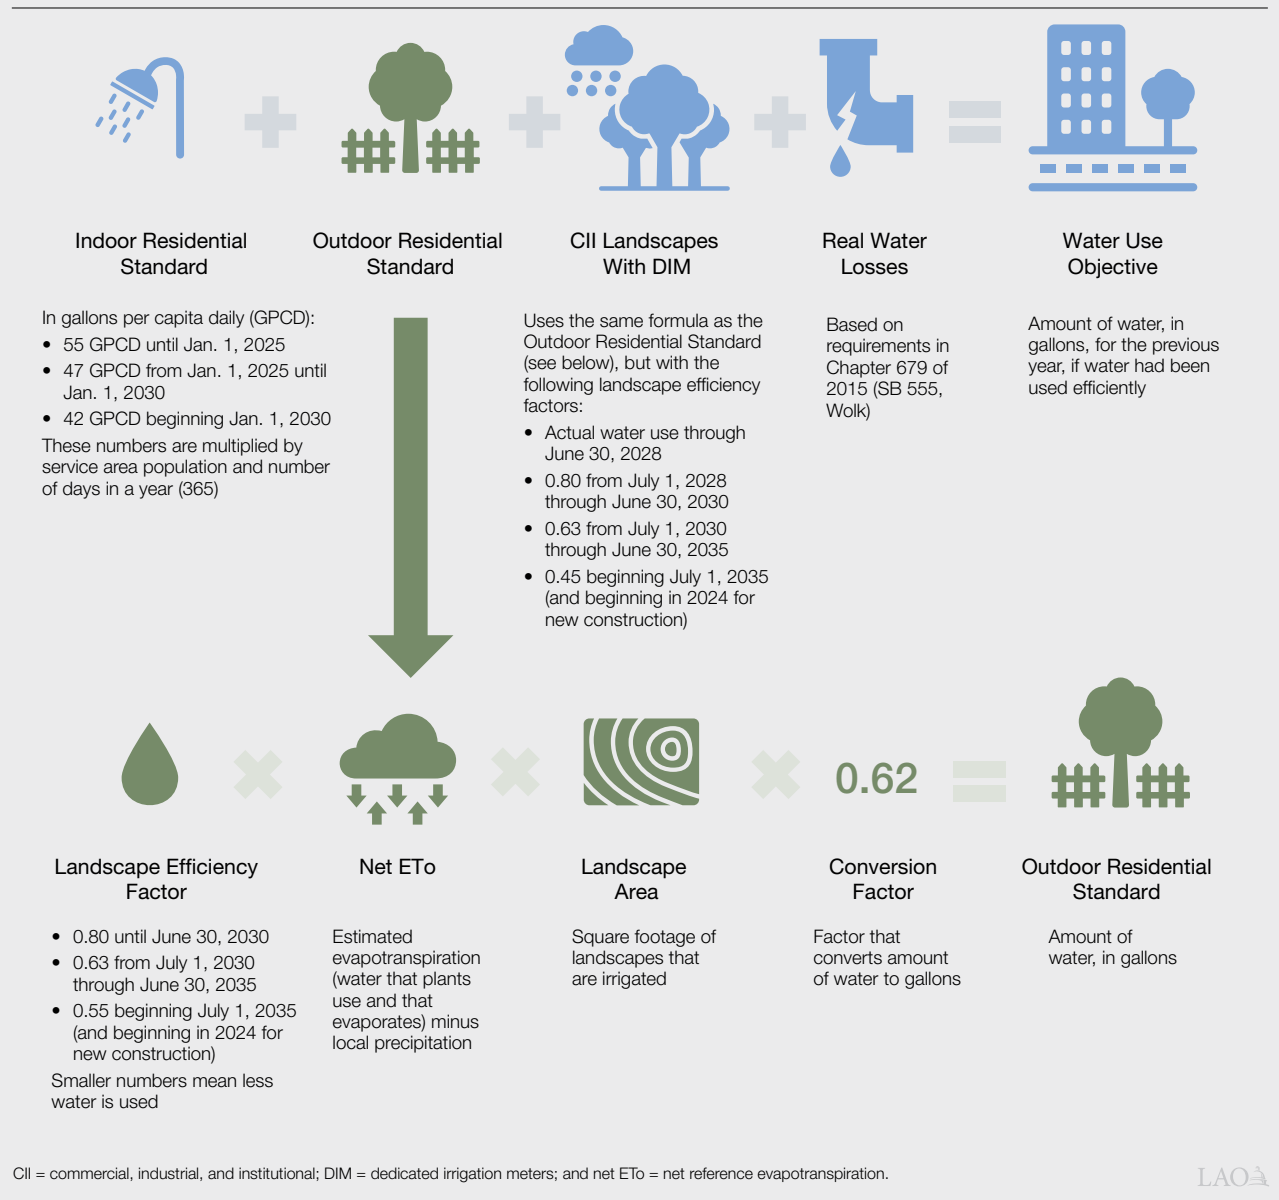 Indoor Residential
Standard
In gallons per capita daily (GPCD):
• 55 GPCD until Jan. 1, 2025
• 47 GPCD from Jan. 1, 2025 until
Jan. 1, 2030
• 42 GPCD beginning Jan. 1, 2030
These numbers are multiplied by
service area population and number
of days in a year (365)
Outdoor Residential
Standard
CII Landscapes
With DIM
Uses the same formula as the
Outdoor Residential Standard
(see below), but with the
following landscape efficiency
factors:
• Actual water use through
June 30, 2028
• 0.80 from July 1, 2028
through June 30, 2030
• 0.63 from July 1, 2030
through June 30, 2035
• 0.45 beginning July 1, 2035
(and beginning in 2024 for
new construction)
Real Water
Losses
Based on
requirements in
Chapter 679 of
2015 (SB 555,
Wolk)
Water Use
Objective
Amount of water, in
gallons, for the previous
year, if water had been
used efficiently
Landscape Efficiency
Factor
• 0.80 until June 30, 2030
• 0.63 from July 1, 2030
through June 30, 2035
• 0.55 beginning July 1, 2035
(and beginning in 2024 for
new construction)
Smaller numbers mean less
water is used
Net ETo
Estimated
evapotranspiration
(water that plants
use and that
evaporates) minus
local precipitation
Landscape
Area
Square footage of
landscapes that
are irrigated
0.62
Conversion
Factor
Factor that
converts amount
of water to gallons
Outdoor Residential
Standard
Amount of
water, in gallons
CII = commercial, industrial, and institutional; DIM = dedicated irrigation meters; and net ETo = net reference evapotranspiration.
LAO